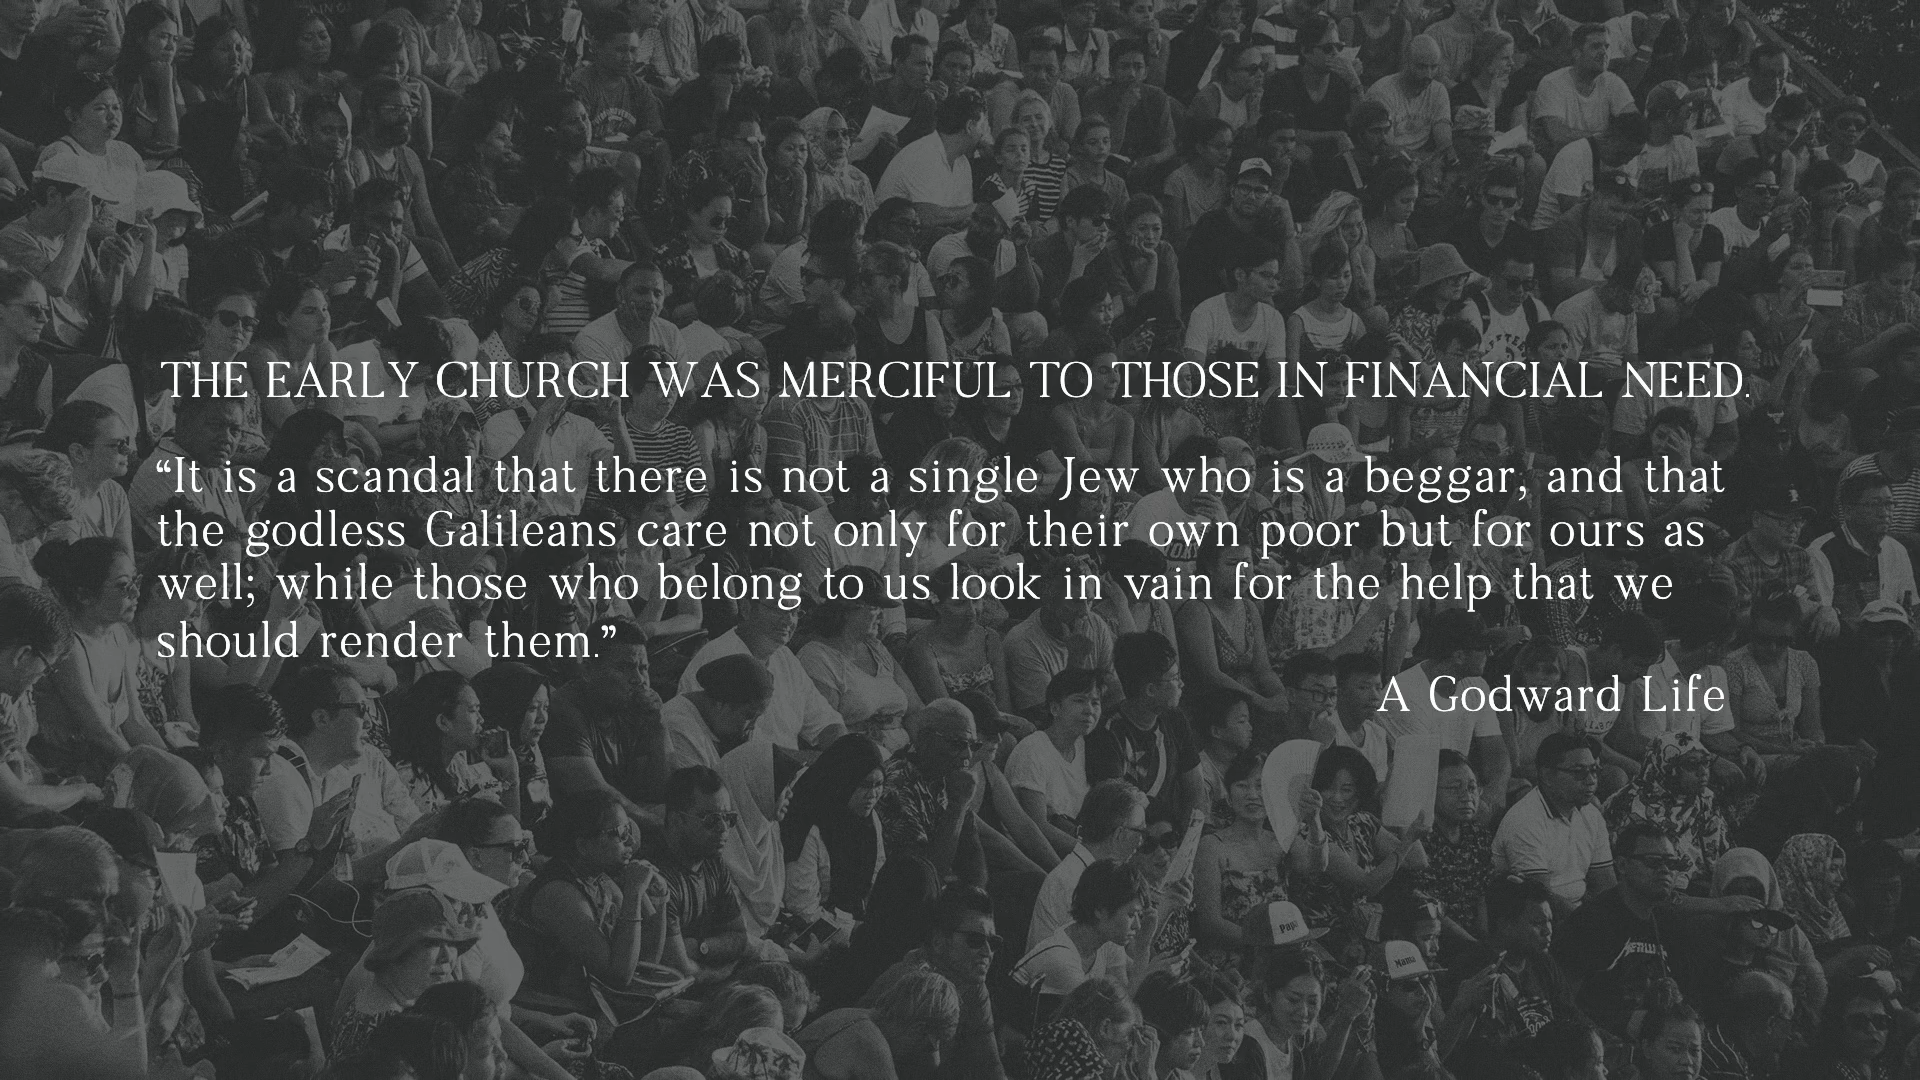 THE EARLY CHURCH WAS MERCIFUL TO THOSE IN FINANCIAL NEED.
“It is a scandal that there is not a single Jew who is a beggar, and that
the godless Galileans care not only for their own poor but for ours as
well; while those who belong to us look in vain for the help that we
should render them.”
A Godward Life
Papa
Mama